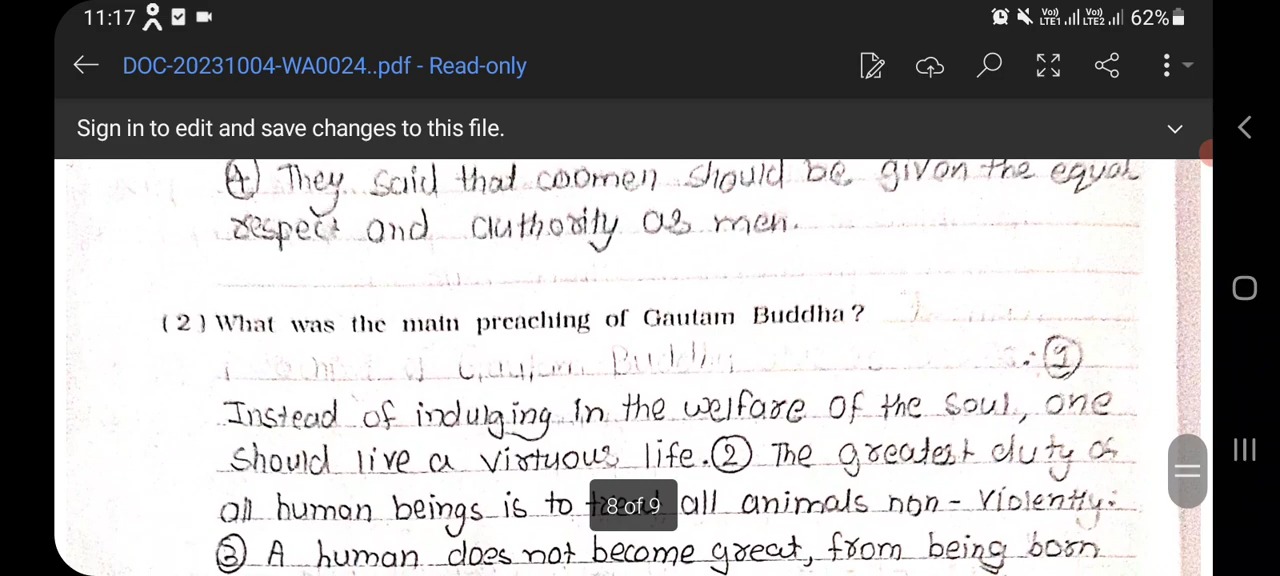 11:17 62%
DOC-20231004-WA0024..pdf - Read-only
Sign in to edit and save changes to this file.
4) They said that women should be given the equal
respect and authority as men.
(2) What was the main preaching of Gautam Buddha?
of Gautam Buddh
1
Instead of indulging in the welfare of the soul, one
should live a virtuous life. 2 The greatest duty of
all human beings is to all animals non-violently.
8 of 9
3 A human does not become great, from being born